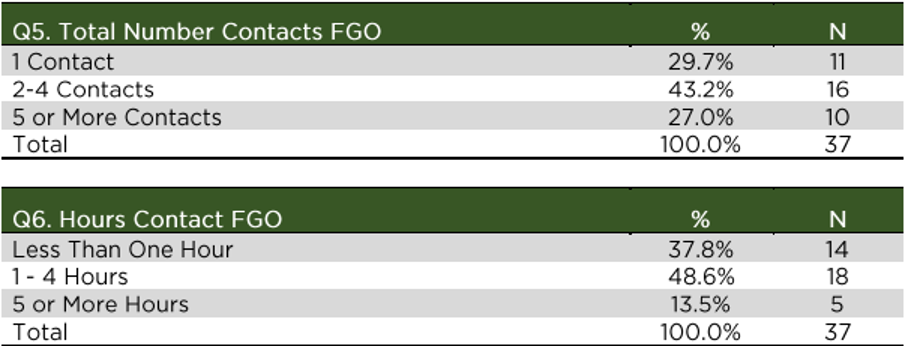 Q5. Total Number Contacts FGO % N
1 Contact 29.7% 11
2-4 Contacts 43.2% 16
5 or More Contacts 27.0% 10
Total 100.0% 37
Q6. Hours Contact FGO % N
Less Than One Hour 37.8% 14
1 - 4 Hours 48.6% 18
5 or More Hours 13.5% 5
Total 100.0% 37